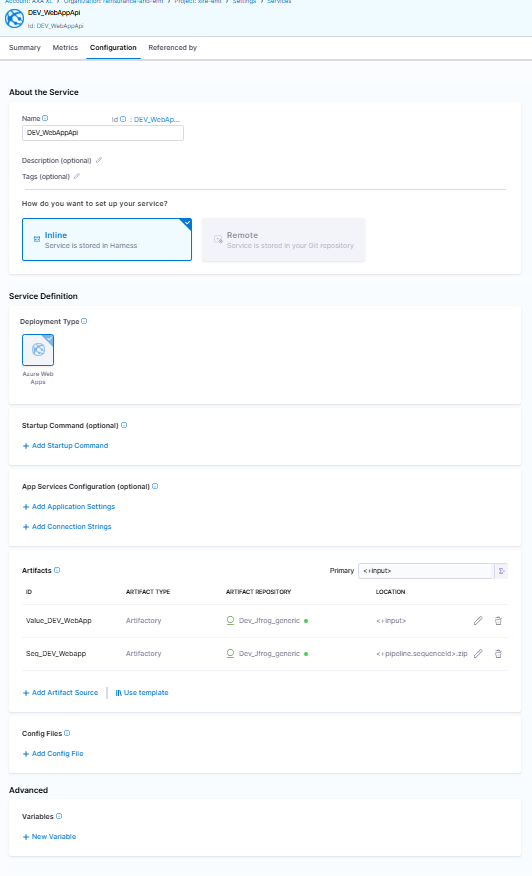 Account: AXA XL > Organization: reinsurance-and-emt > Project: xlre-emt > Settings > Services
DEV_WebAppApi
Id: DEV_WebAppApi
Summary Metrics Configuration Referenced by
About the Service
Name Id : DEV_WebAp...
DEV_WebAppApi
Description (optional)
Tags (optional)
How do you want to set up your service?
Inline
Service is stored in Harness
Remote
Service is stored in your Git repository
Service Definition
Deployment Type
Azure Web
Apps
Startup Command (optional)
+ Add Startup Command
App Services Configuration (optional)
+ Add Application Settings
+ Add Connection Strings
Artifacts Primary <+input>
ID ARTIFACT TYPE ARTIFACT REPOSITORY LOCATION
Value_DEV_WebApp Artifactory Dev_Jfrog_generic <+input>
Seq_DEV_Webapp Artifactory Dev_Jfrog_generic <+pipeline.sequenceId>.zip
+ Add Artifact Source Use template
Config Files
+ Add Config File
Advanced
Variables
+ New Variable